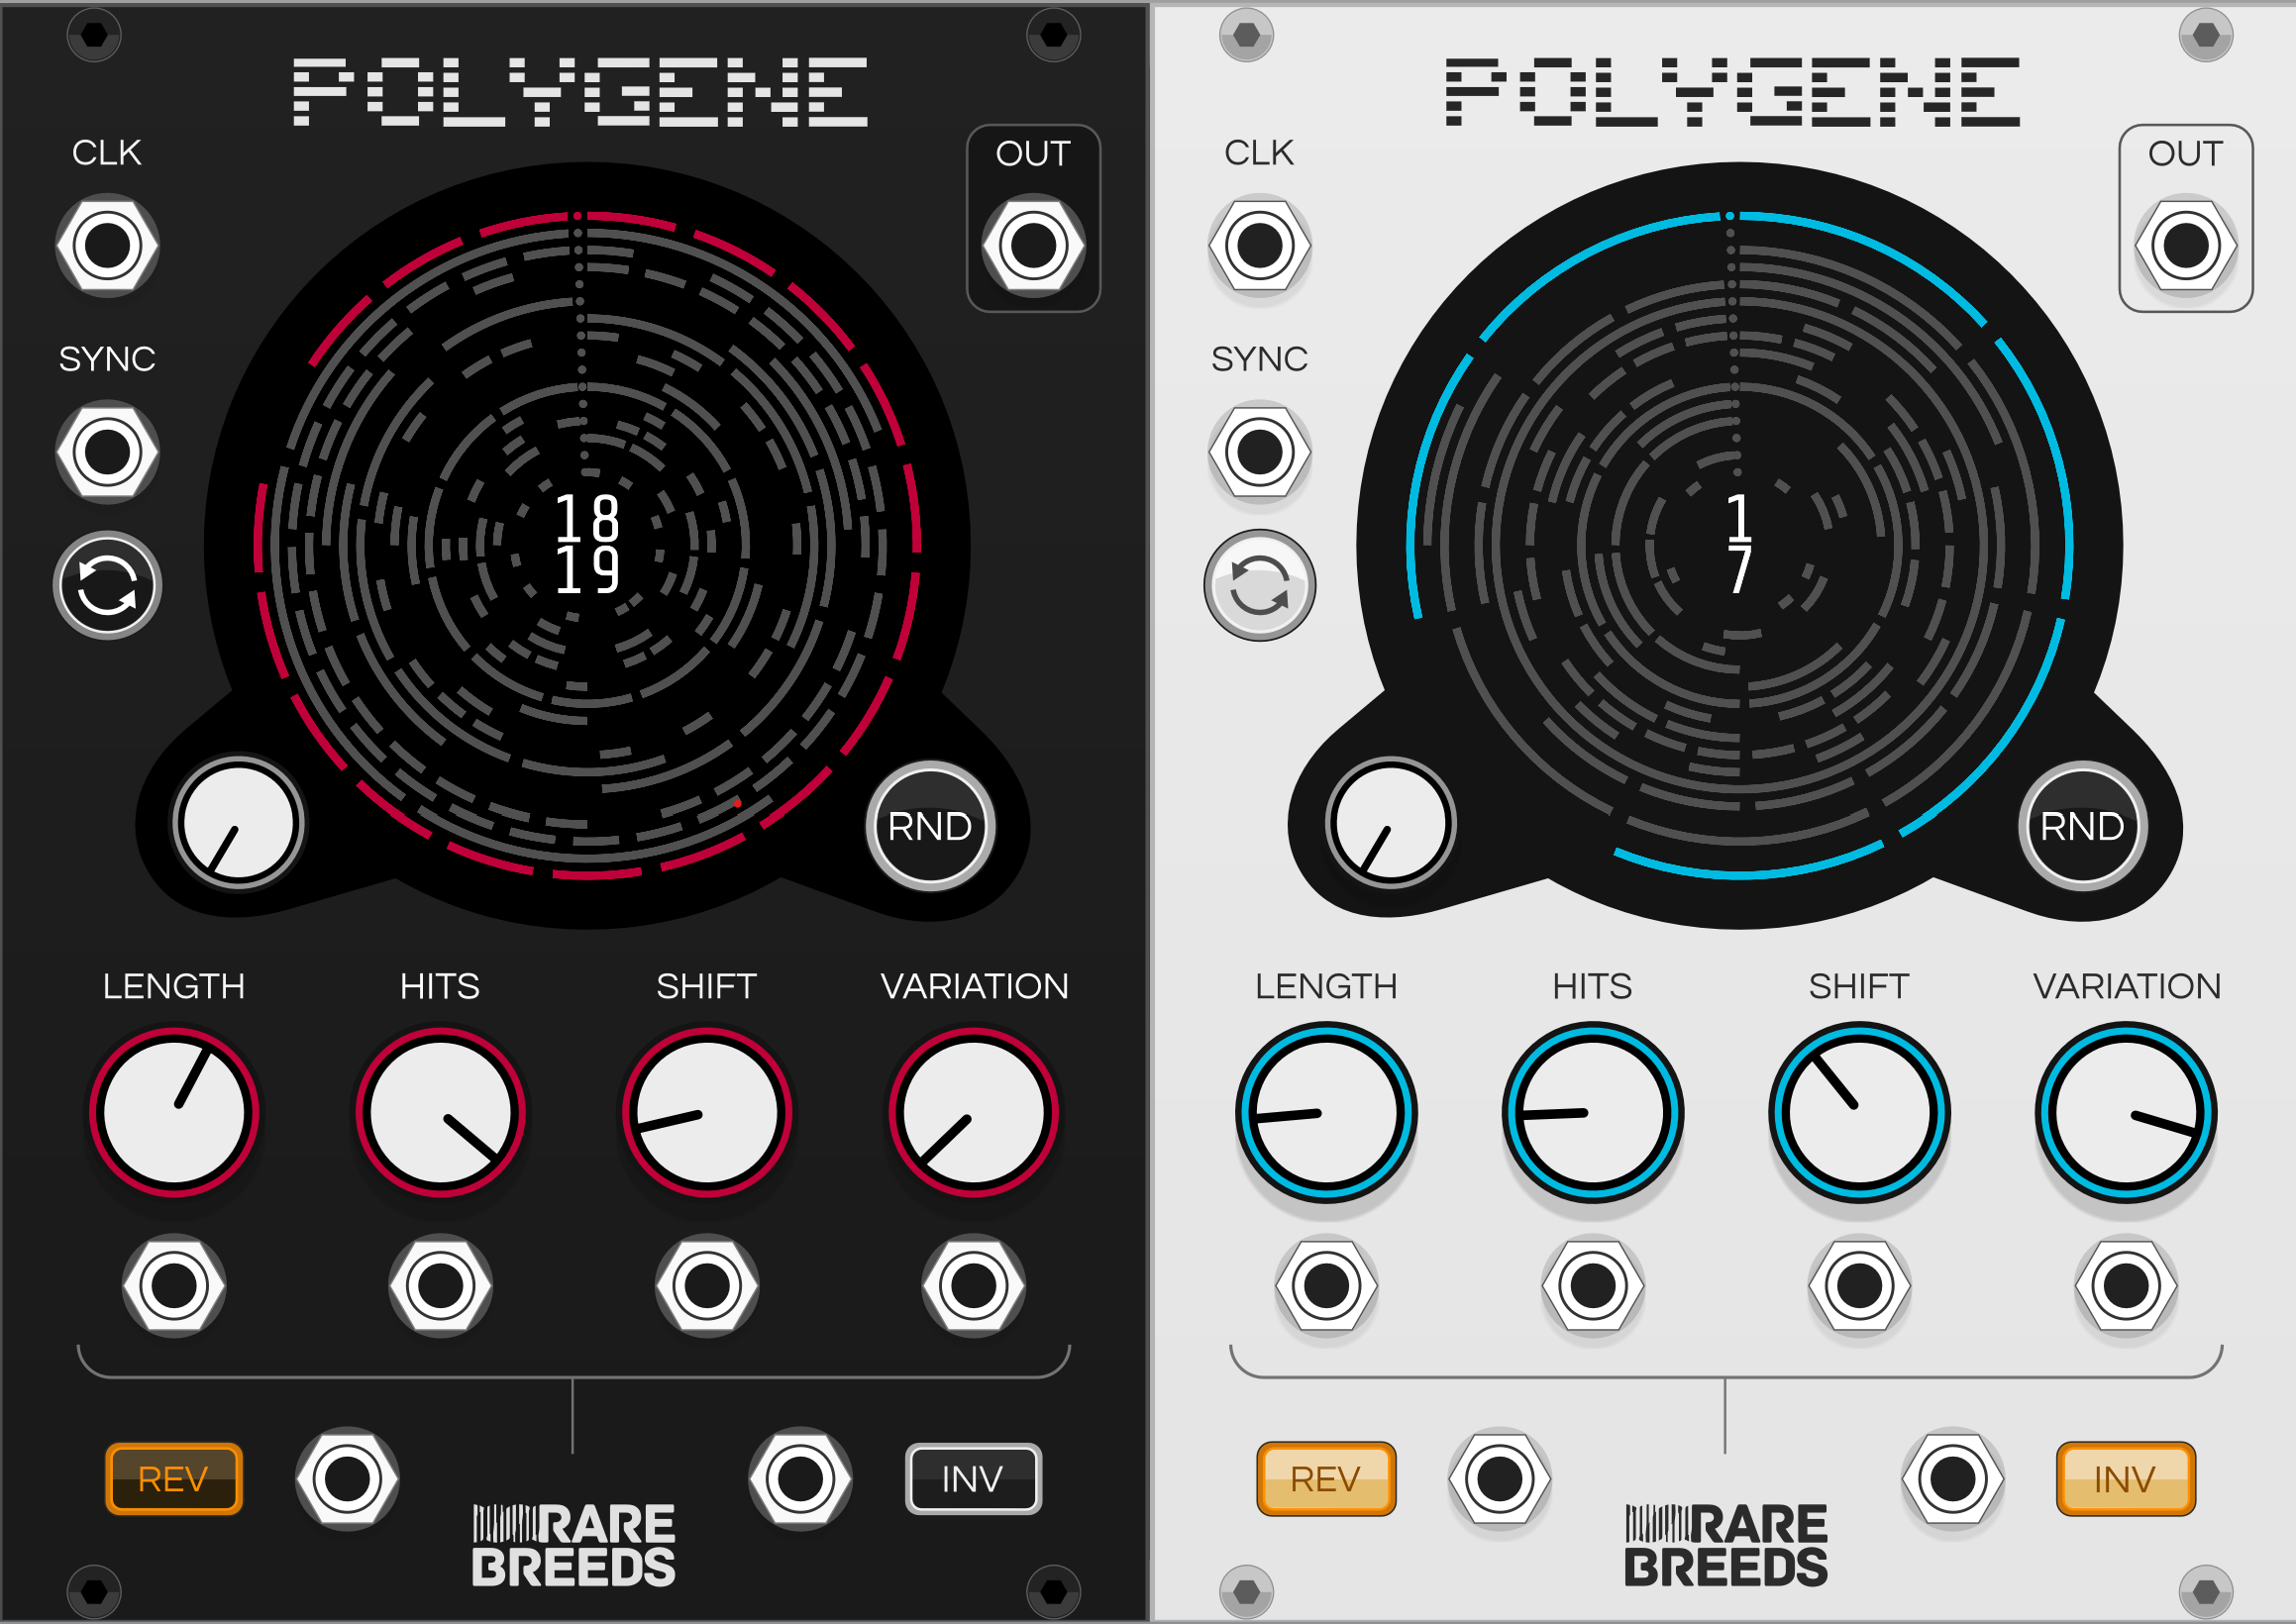 POLYGENE
CLK
OUT
SYNC
18
19
RND
LENGTH HITS SHIFT VARIATION
REV
INV
RARE
BREEDS
POLYGENE
CLK
OUT
SYNC
1
7
RND
LENGTH HITS SHIFT VARIATION
REV
INV
RARE
BREEDS